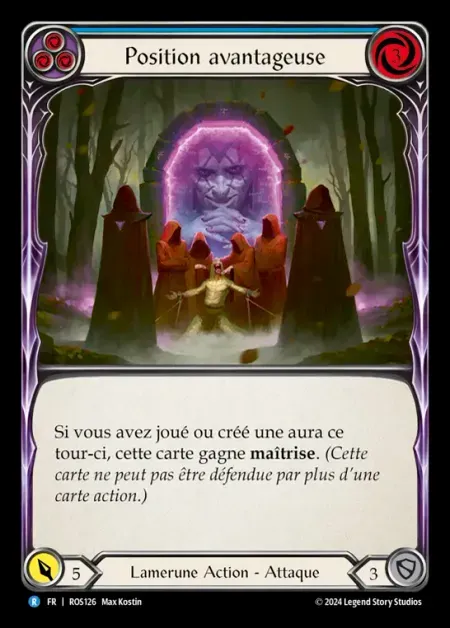 Position avantageuse
3
Si vous avez joué ou créé une aura ce
tour-ci, cette carte gagne maîtrise. (Cette
carte ne peut pas être défendue par plus d'une
carte action.)
5
Lamerune Action - Attaque
3
R FR | ROS126 Max Kostin
© 2024 Legend Story Studios